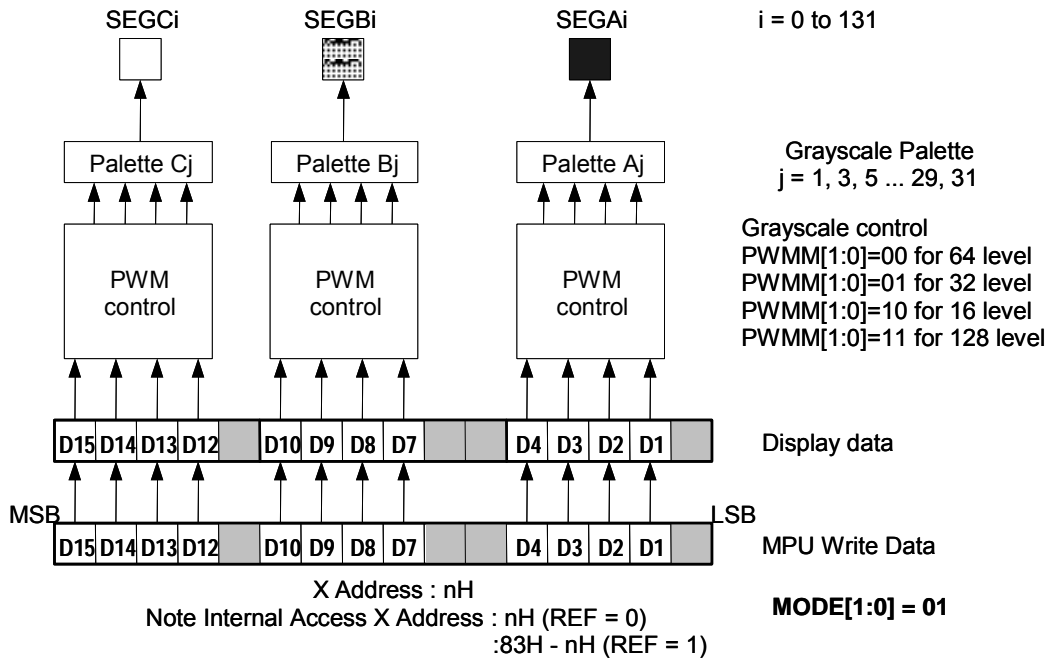 SEGCi SEGBi SEGAi i = 0 to 131
Palette Cj Palette Bj Palette Aj
Grayscale Palette
j = 1, 3, 5 ... 29, 31
PWM control PWM control PWM control
Grayscale control
PWMM[1:0]=00 for 64 level
PWMM[1:0]=01 for 32 level
PWMM[1:0]=10 for 16 level
PWMM[1:0]=11 for 128 level
D15 D14 D13 D12 D10 D9 D8 D7 D4 D3 D2 D1 Display data
MSB LSB
D15 D14 D13 D12 D10 D9 D8 D7 D4 D3 D2 D1 MPU Write Data
X Address : nH
Note Internal Access X Address : nH (REF = 0)
:83H - nH (REF = 1)
MODE[1:0] = 01